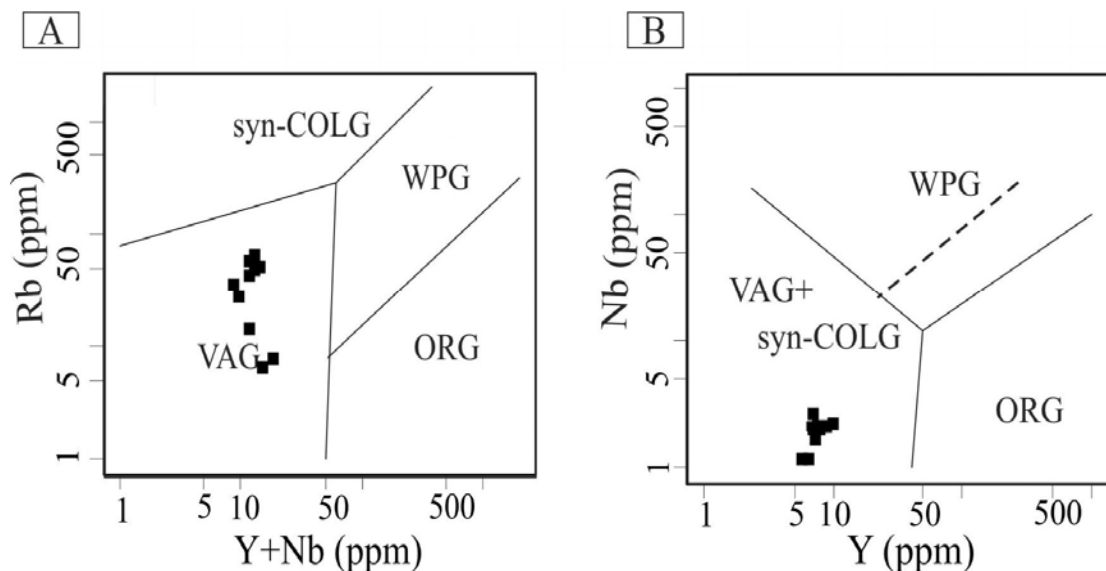 A
syn-COLG
WPG
VAG
ORG
Rb (ppm)
500
50
5
1
1 5 10 50 500
Y+Nb (ppm)
B
WPG
VAG+
syn-COLG
ORG
Nb (ppm)
500
50
5
1
1 5 10 50 500
Y (ppm)